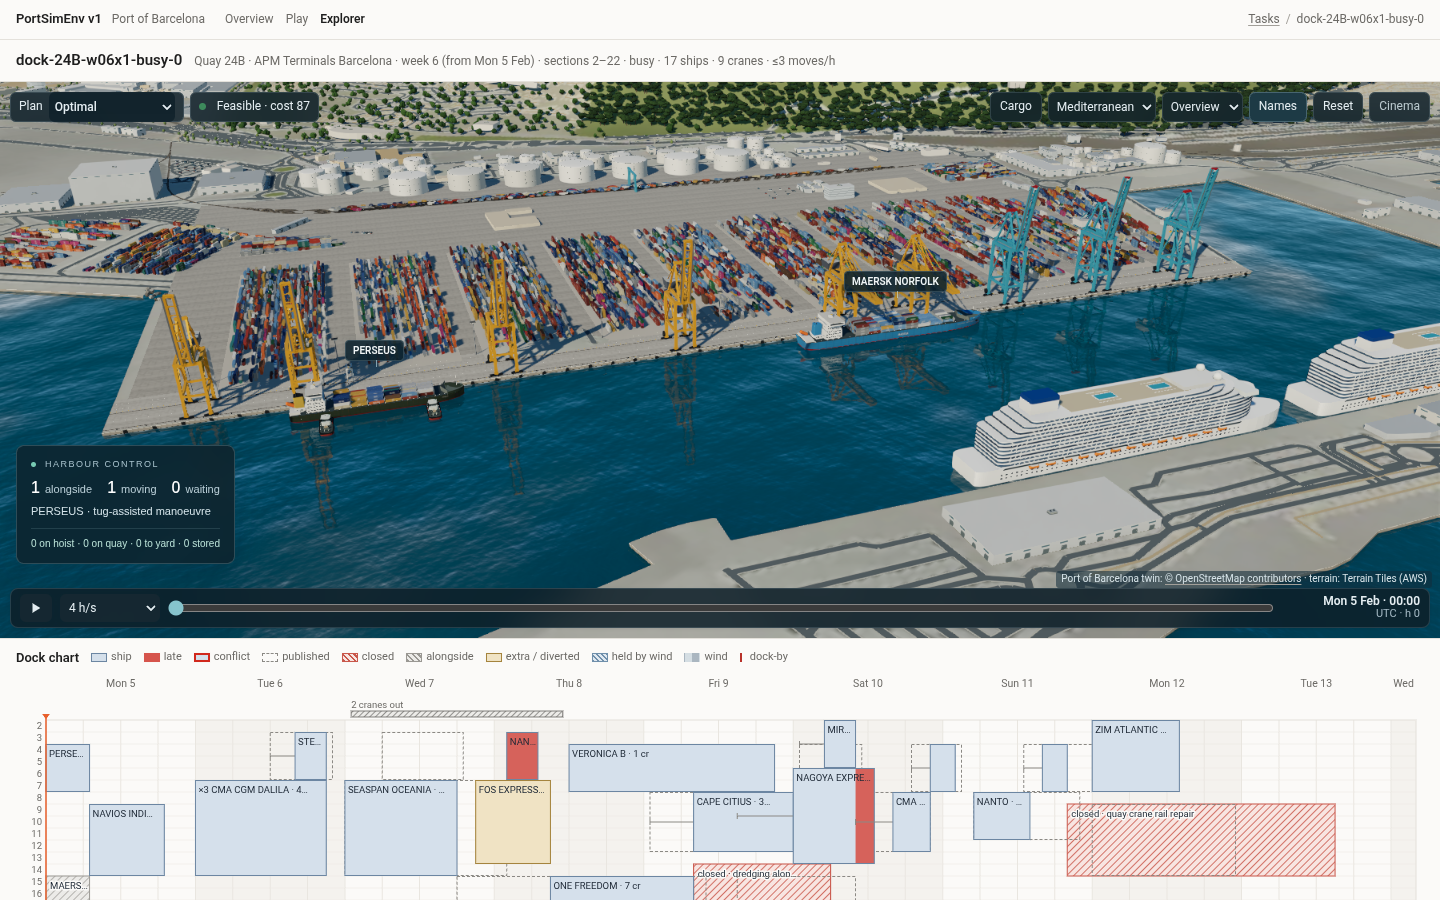 PortSimEnv v1 Port of Barcelona Overview Play Explorer Tasks / dock-24B-w06x1-busy-0
dock-24B-w06x1-busy-0 Quay 24B · APM Terminals Barcelona · week 6 (from Mon 5 Feb) · sections 2–22 · busy · 17 ships · 9 cranes · ≤3 moves/h
Plan Optimal Feasible · cost 87 Cargo Mediterranean Overview Names Reset Cinema
MAERSK NORFOLK
PERSEUS
HARBOUR CONTROL
1 alongside 1 moving 0 waiting
PERSEUS · tug-assisted manoeuvre
0 on hoist · 0 on quay · 0 to yard · 0 stored
Port of Barcelona twin: © OpenStreetMap contributors · terrain: Terrain Tiles (AWS)
4 h/s Mon 5 Feb · 00:00
UTC · h 0
Dock chart ship late conflict published closed alongside extra / diverted held by wind wind dock-by
Mon 5 Tue 6 Wed 7 Thu 8 Fri 9 Sat 10 Sun 11 Mon 12 Tue 13 Wed
2 cranes out
2
3
4
5
6
7
8
9
10
11
12
13
14
15
16
PERSE...
NAVIOS INDI...
MAERS...
STE...
×3 CMA CGM DALILA · 4...
SEASPAN OCEANIA · ...
NAN...
FOS EXPRESS...
VERONICA B · 1 cr
ONE FREEDOM · 7 cr
CAPE CITIUS · 3...
closed · dredging alon...
MIR...
NAGOYA EXPRE...
CMA ...
NANTO · ...
ZIM ATLANTIC ...
closed · quay crane rail repair